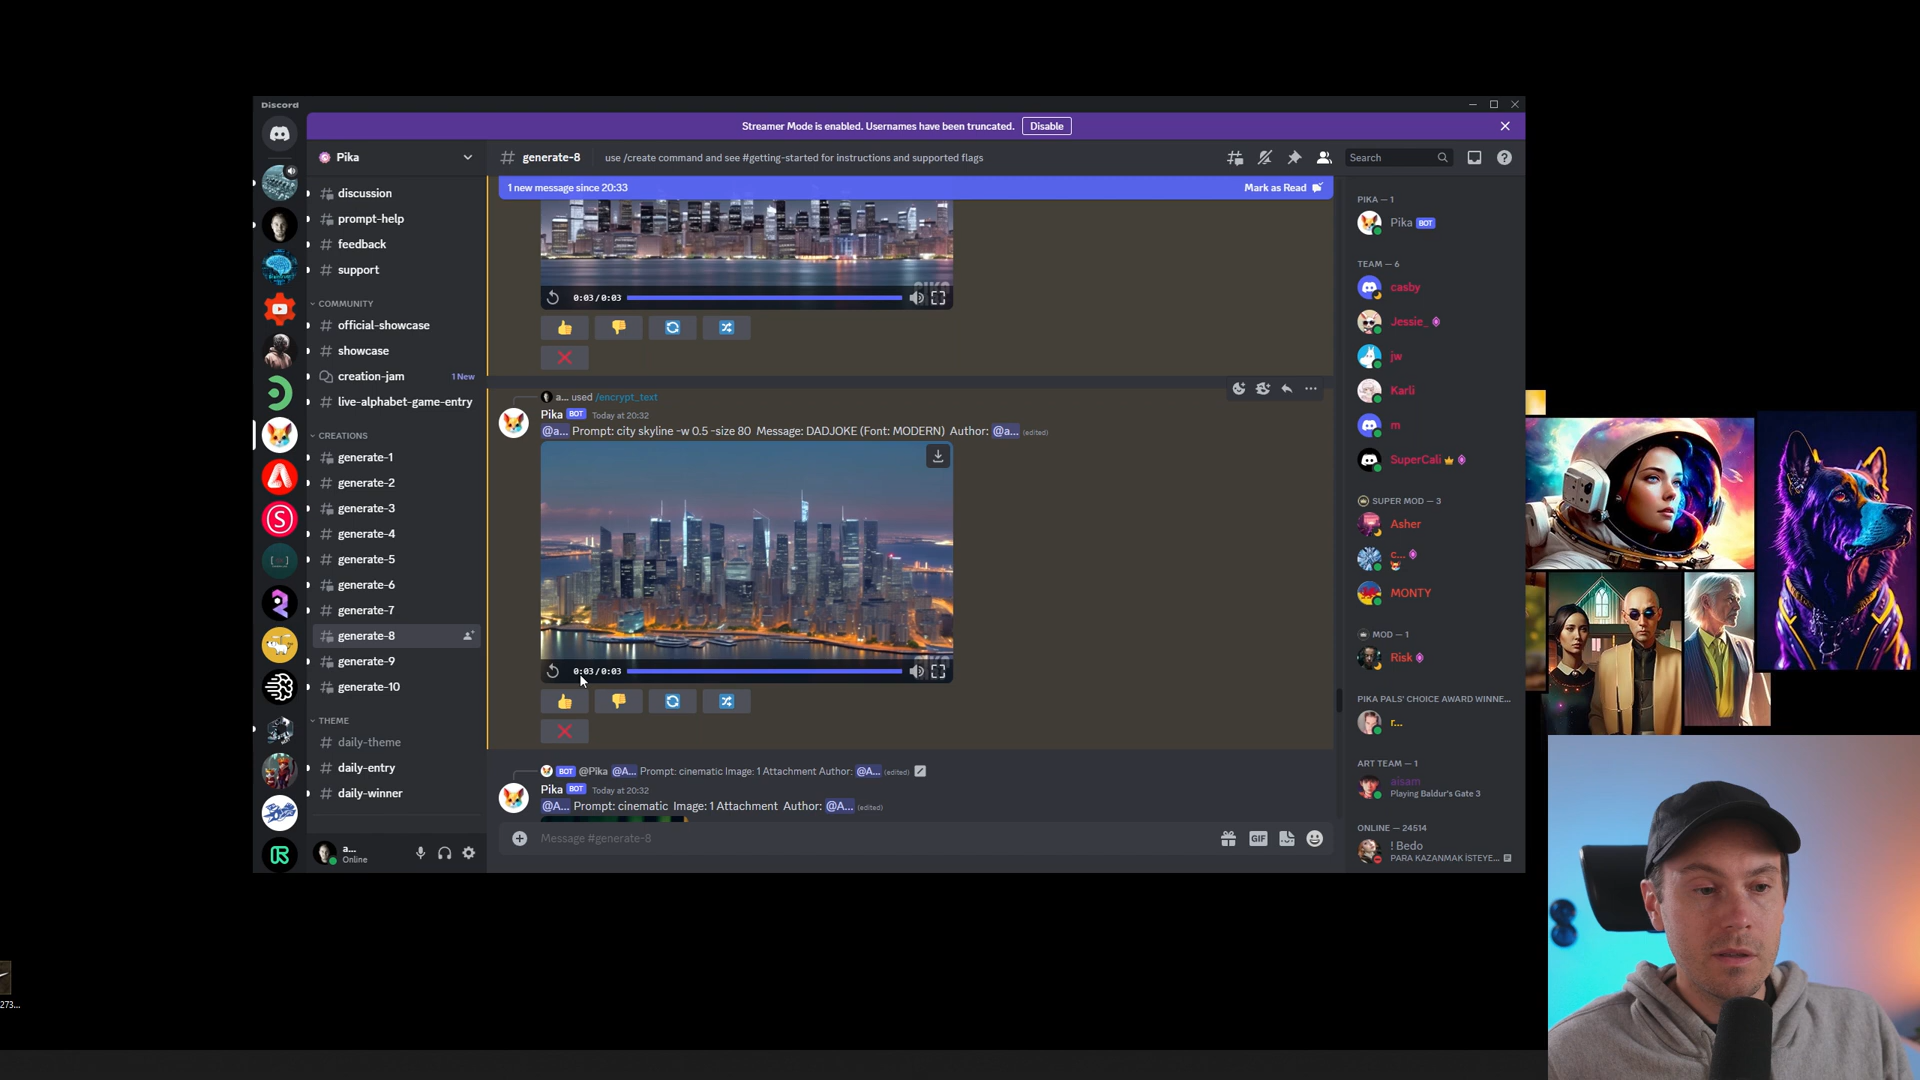 Discord
Streamer Mode is enabled. Usernames have been truncated. Disable
Pika
generate-8
use /create command and see #getting-started for instructions and supported flags
Search
discussion
prompt-help
feedback
support
COMMUNITY
official-showcase
showcase
creation-jam 1 New
live-alphabet-game-entry
CREATIONS
generate-1
generate-2
generate-3
generate-4
generate-5
generate-6
generate-7
generate-8
generate-9
generate-10
THEME
daily-theme
daily-entry
daily-winner
a...
Online
1 new message since 20:33
Mark as Read
0:03/0:03
a... used /encrypt_text
Pika BOT Today at 20:32
@a... Prompt: city skyline -w 0.5 -size 80 Message: DADJOKE (Font: MODERN) Author: @a... (edited)
0:03/0:03
BOT @Pika @A... Prompt: cinematic Image: 1 Attachment Author: @A... (edited)
Pika BOT Today at 20:32
@A... Prompt: cinematic Image: 1 Attachment Author: @A... (edited)
Message #generate-8
GIF
PIKA — 1
Pika BOT
TEAM — 6
casby
Jessie_
jw
Karli
m
SuperCali
SUPER MOD — 3
Asher
c...
MONTY
MOD — 1
Risk
PIKA PALS' CHOICE AWARD WINNE...
r...
ART TEAM — 1
aisam
Playing Baldur's Gate 3
ONLINE — 24514
! Bedo
PARA KAZANMAK İSTEYE...
273...